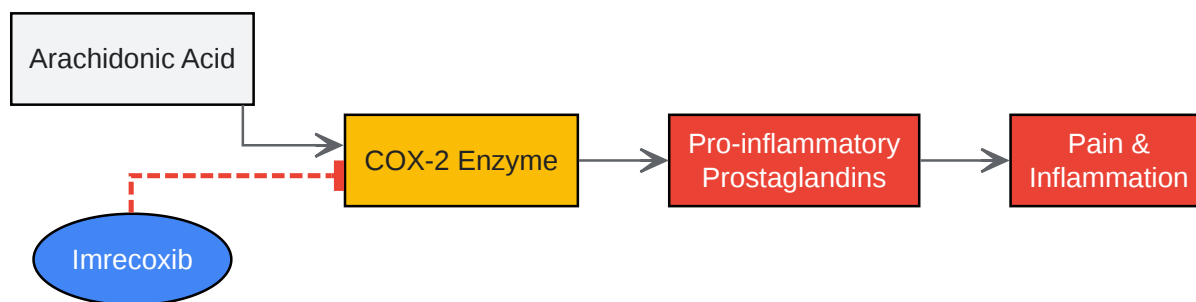 Arachidonic Acid
COX-2 Enzyme
Pro-inflammatory
Prostaglandins
Pain &
Inflammation
Imrecoxib